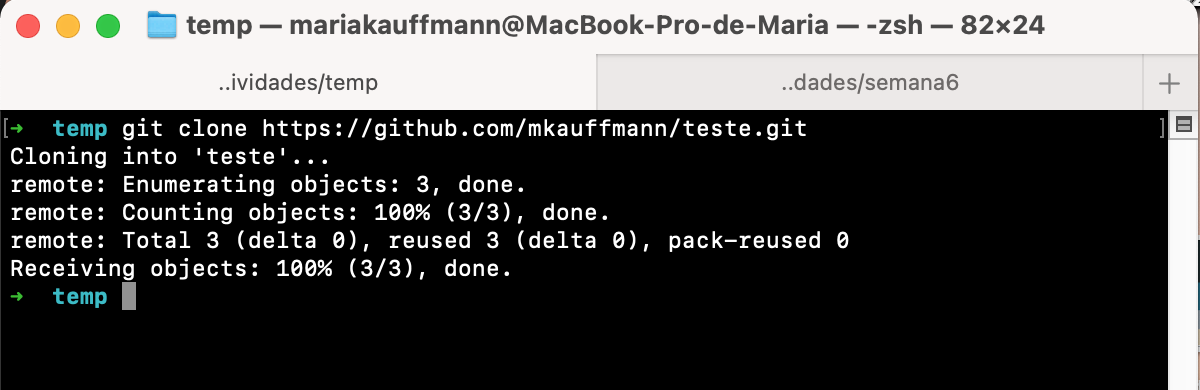 temp — mariakauffmann@MacBook-Pro-de-Maria — -zsh — 82×24
..ividades/temp
..dades/semana6
+
[➜  temp git clone https://github.com/mkauffmann/teste.git ]
Cloning into 'teste'...
remote: Enumerating objects: 3, done.
remote: Counting objects: 100% (3/3), done.
remote: Total 3 (delta 0), reused 3 (delta 0), pack-reused 0
Receiving objects: 100% (3/3), done.
➜  temp